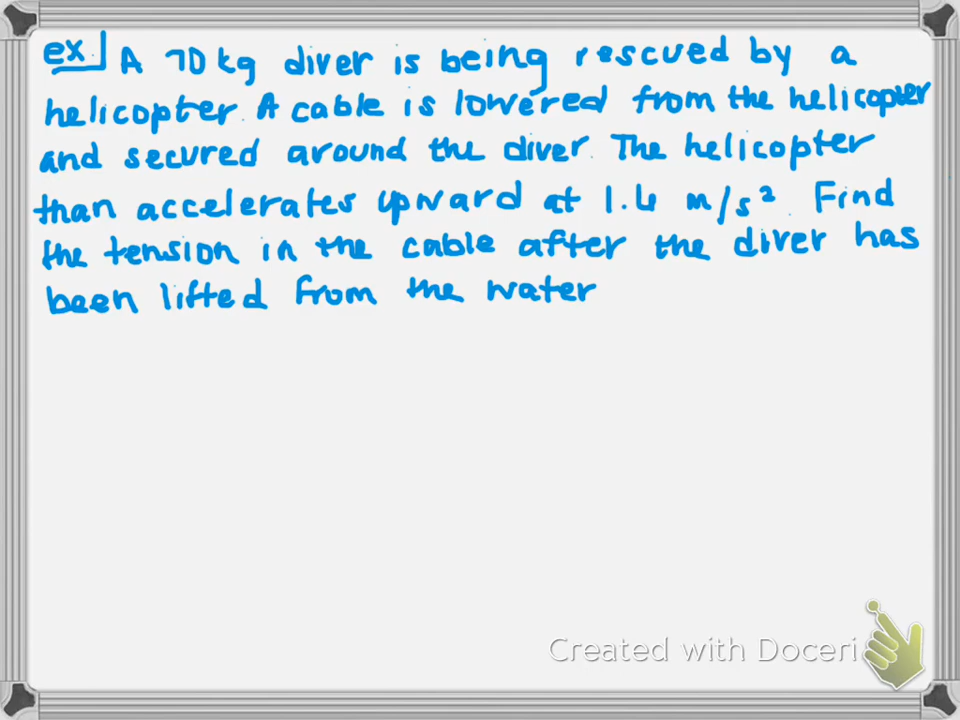 ex A 70 kg diver is being rescued by a
helicopter. A cable is lowered from the helicopter
and secured around the diver. The helicopter
than accelerates upward at m/s². Find
the tension in the cable after the diver has
been lifted from the water
Created with Doceri